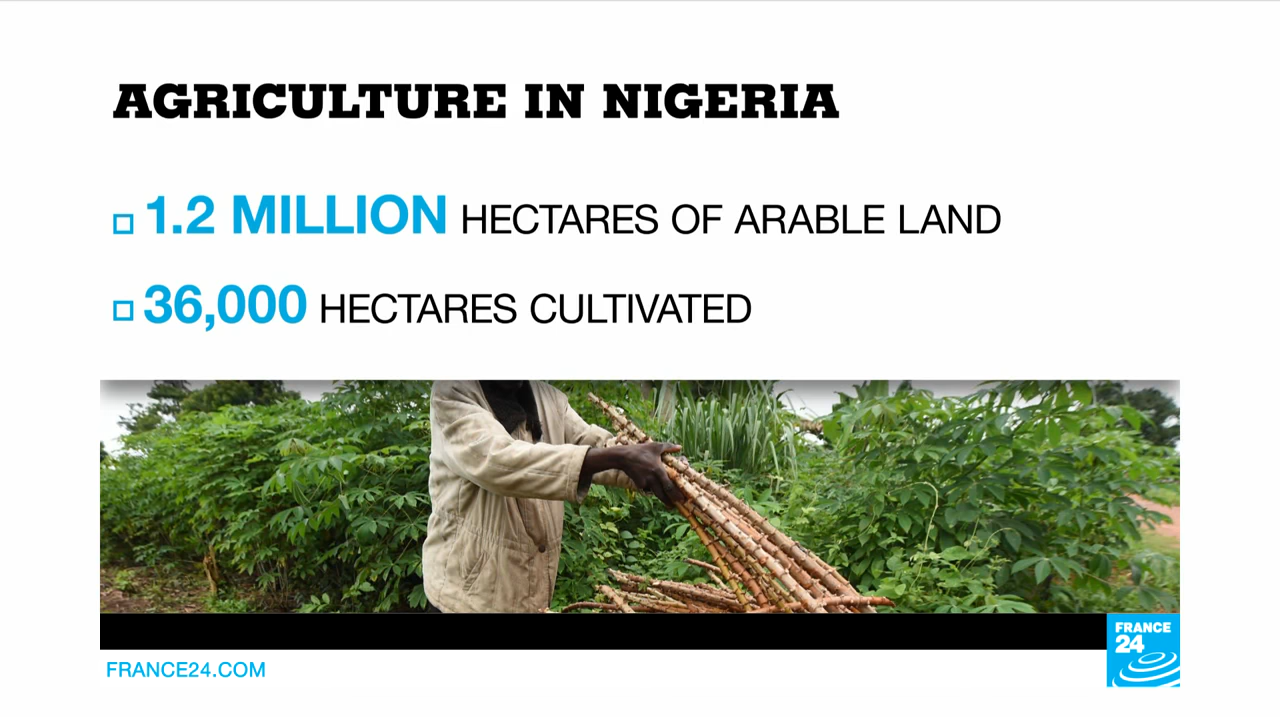 AGRICULTURE IN NIGERIA
1.2 MILLION HECTARES OF ARABLE LAND
36,000 HECTARES CULTIVATED
FRANCE
24
FRANCE24.COM